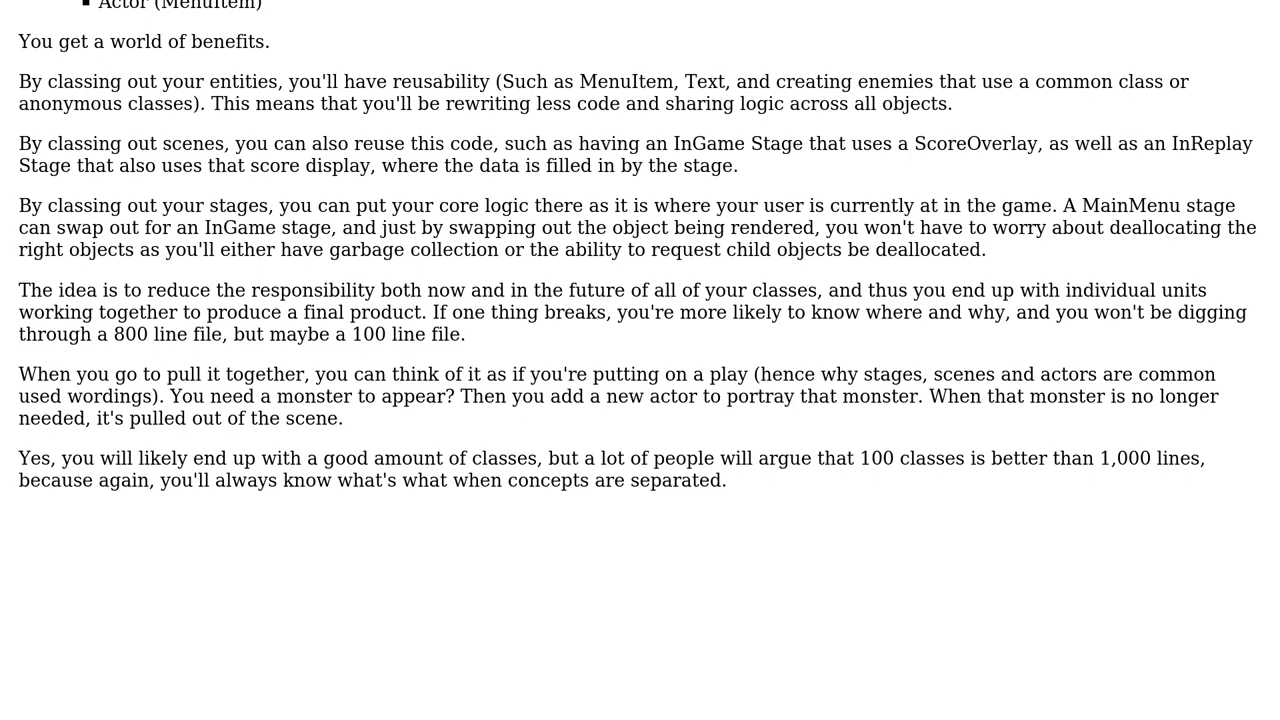 ▪ Actor (MenuItem)
You get a world of benefits.
By classing out your entities, you'll have reusability (Such as MenuItem, Text, and creating enemies that use a common class or
anonymous classes). This means that you'll be rewriting less code and sharing logic across all objects.
By classing out scenes, you can also reuse this code, such as having an InGame Stage that uses a ScoreOverlay, as well as an InReplay
Stage that also uses that score display, where the data is filled in by the stage.
By classing out your stages, you can put your core logic there as it is where your user is currently at in the game. A MainMenu stage
can swap out for an InGame stage, and just by swapping out the object being rendered, you won't have to worry about deallocating the
right objects as you'll either have garbage collection or the ability to request child objects be deallocated.
The idea is to reduce the responsibility both now and in the future of all of your classes, and thus you end up with individual units
working together to produce a final product. If one thing breaks, you're more likely to know where and why, and you won't be digging
through a 800 line file, but maybe a 100 line file.
When you go to pull it together, you can think of it as if you're putting on a play (hence why stages, scenes and actors are common
used wordings). You need a monster to appear? Then you add a new actor to portray that monster. When that monster is no longer
needed, it's pulled out of the scene.
Yes, you will likely end up with a good amount of classes, but a lot of people will argue that 100 classes is better than 1,000 lines,
because again, you'll always know what's what when concepts are separated.